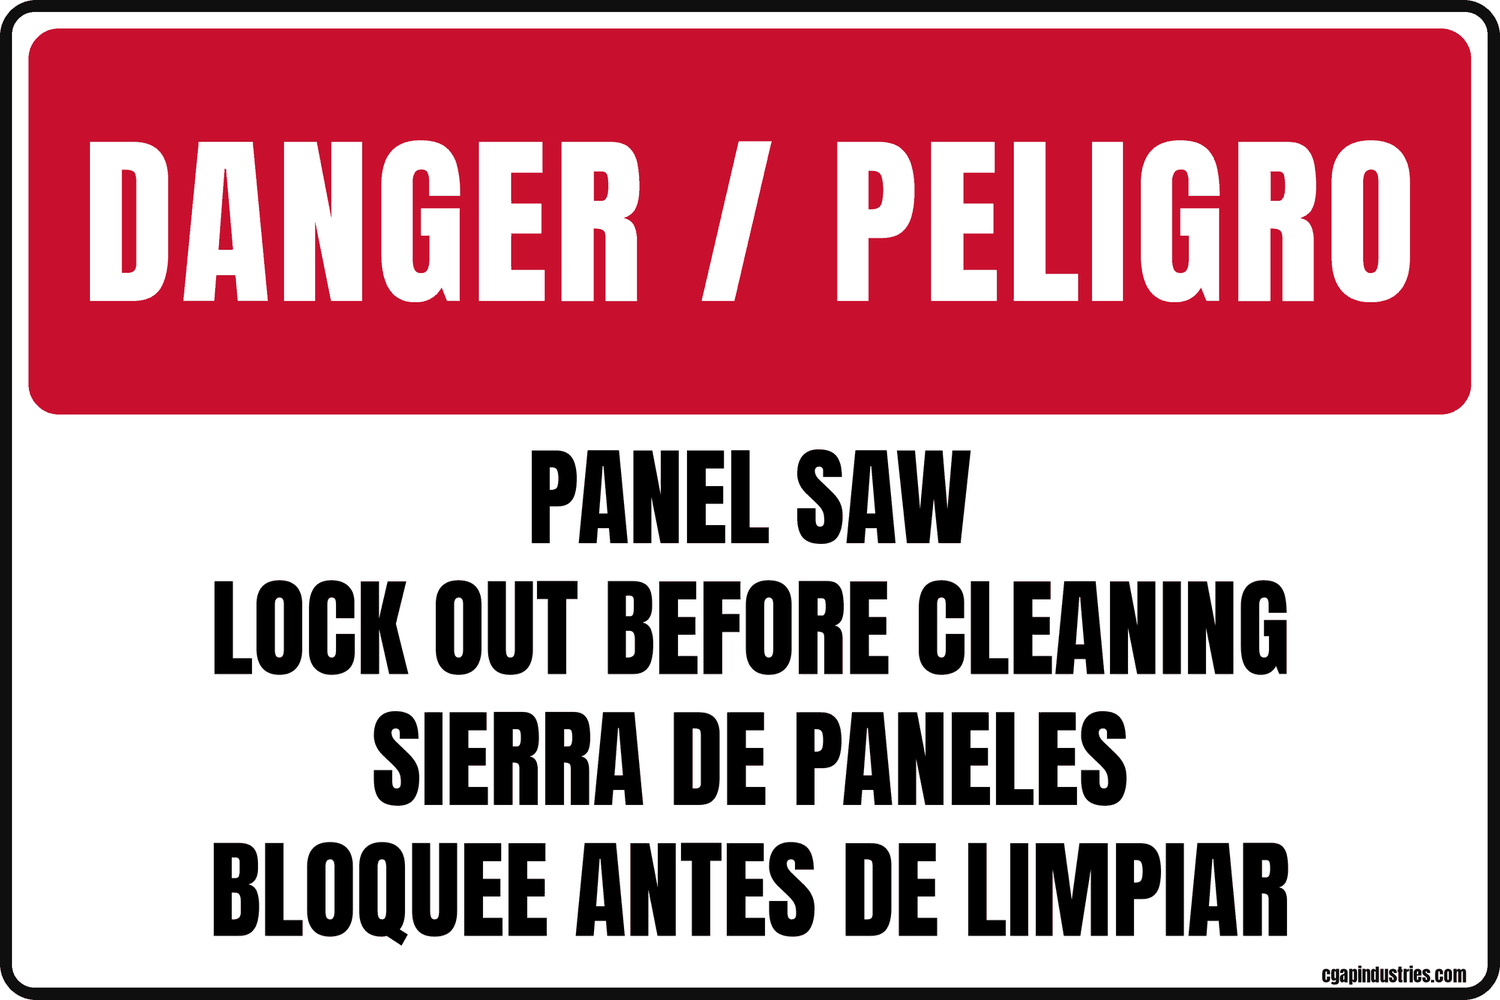 DANGER / PELIGRO
PANEL SAW
LOCK OUT BEFORE CLEANING
SIERRA DE PANELES
BLOQUEE ANTES DE LIMPIAR
cgapindustries.com